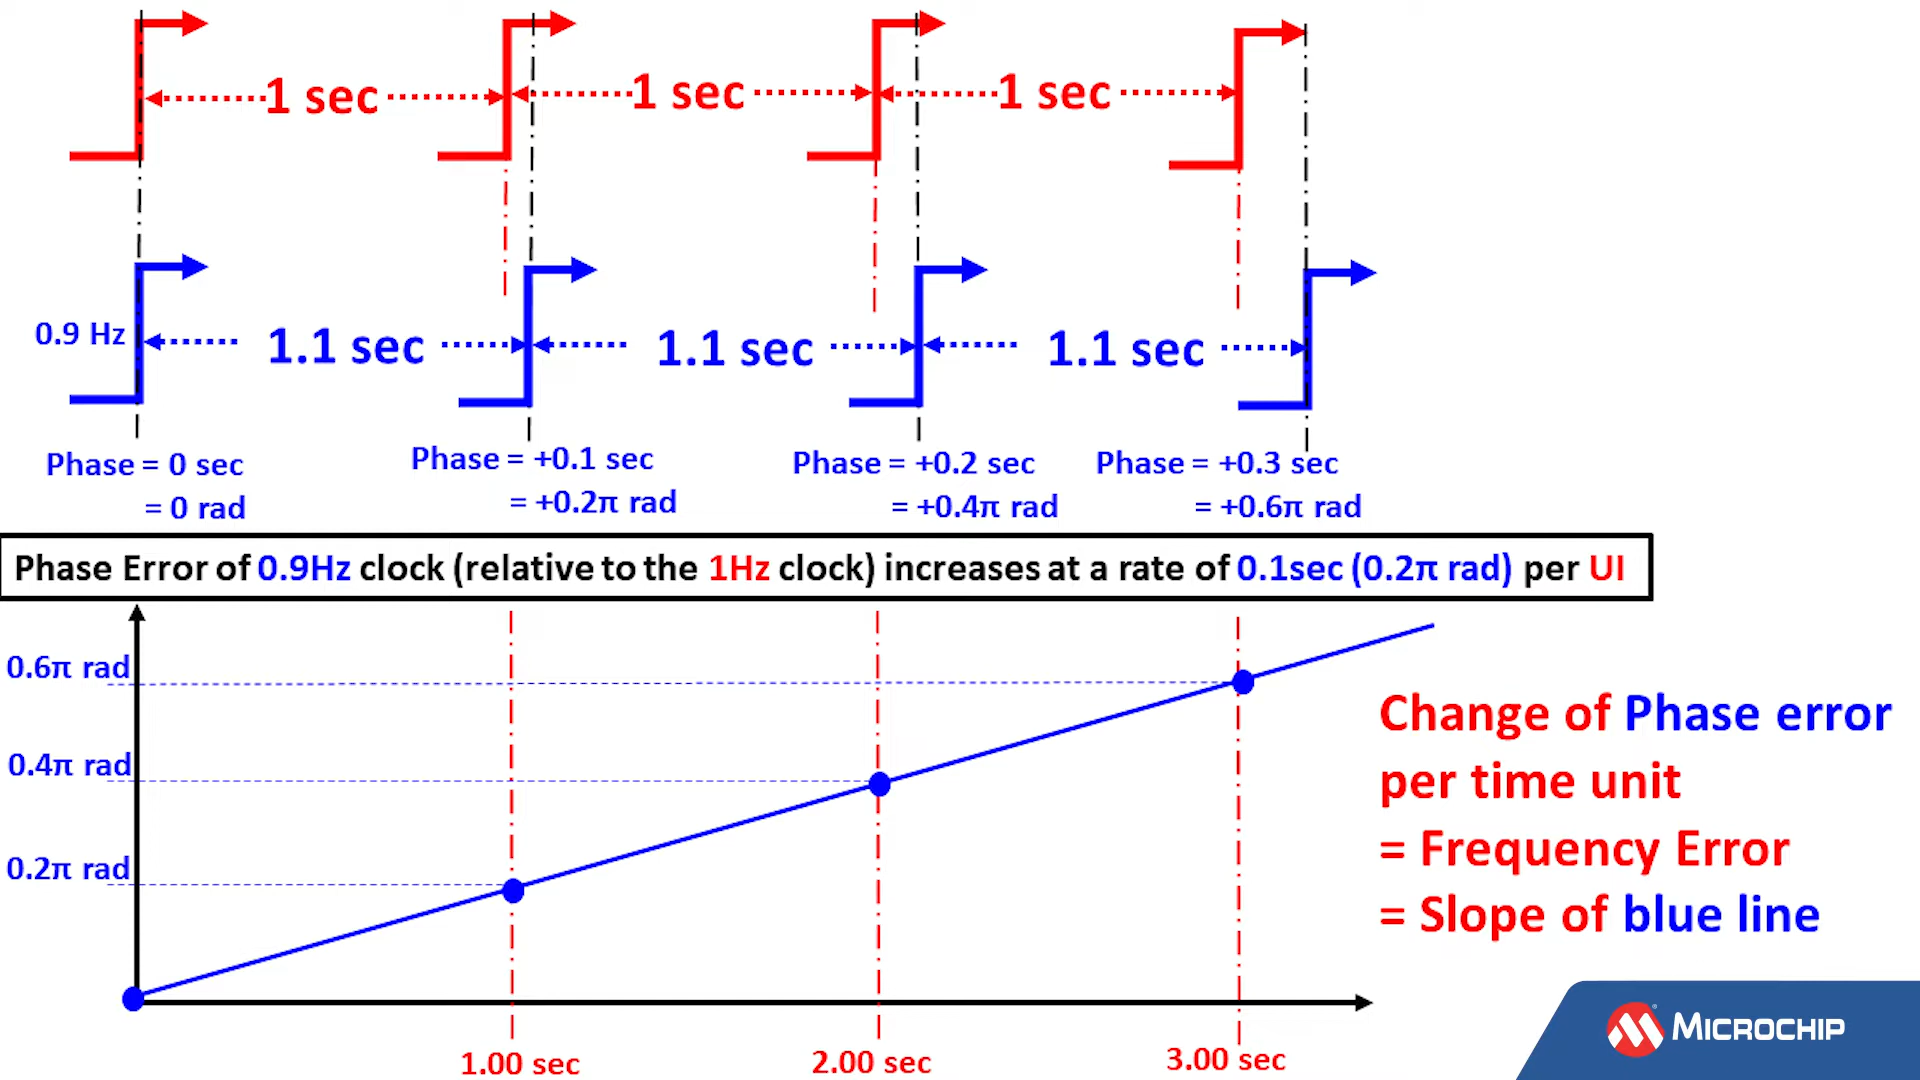 1 sec
1 sec
1 sec
0.9 Hz
1.1 sec
1.1 sec
1.1 sec
Phase = 0 sec
= 0 rad
Phase = +0.1 sec
= +0.2π rad
Phase = +0.2 sec
= +0.4π rad
Phase = +0.3 sec
= +0.6π rad
Phase Error of 0.9Hz clock (relative to the 1Hz clock) increases at a rate of 0.1sec (0.2π rad) per UI
0.6π rad
0.4π rad
0.2π rad
1.00 sec
2.00 sec
3.00 sec
Change of Phase error
per time unit
= Frequency Error
= Slope of blue line
MICROCHIP